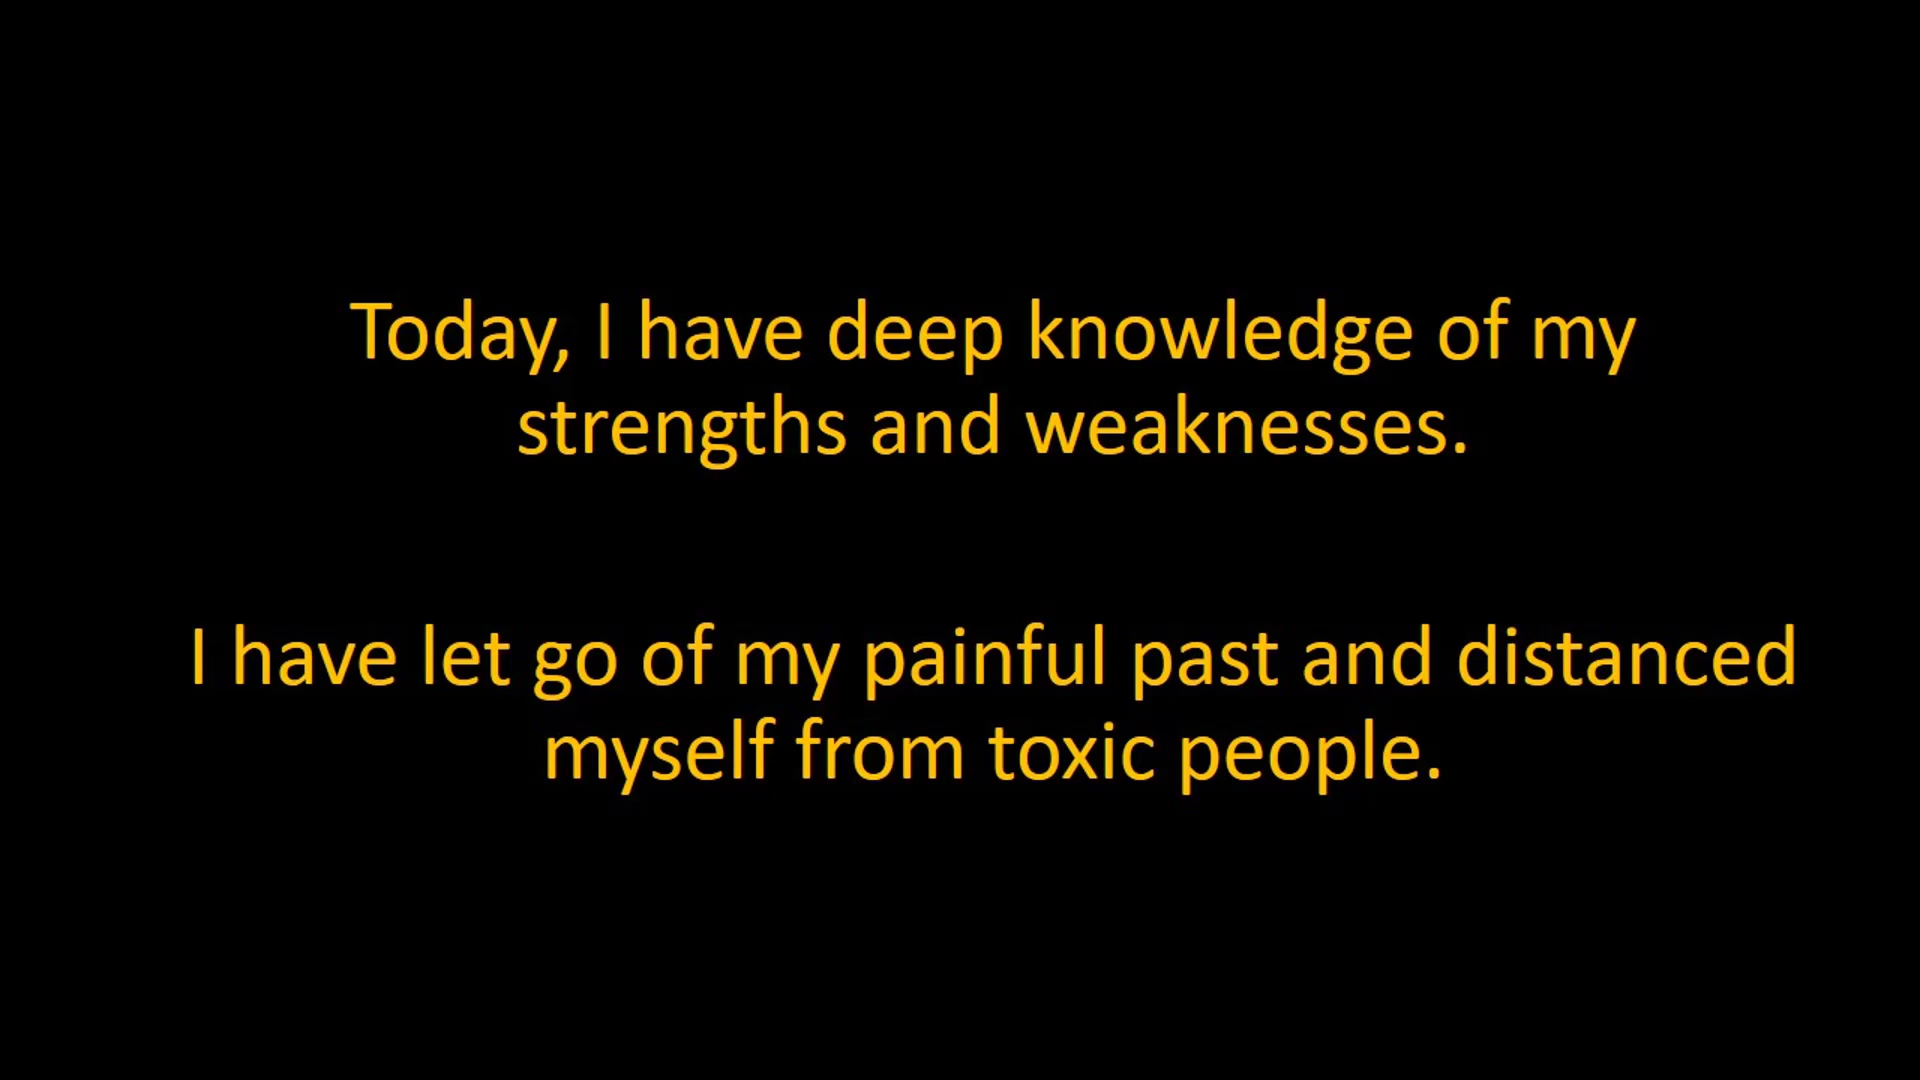 Today, I have deep knowledge of my
strengths and weaknesses.
I have let go of my painful past and distanced
myself from toxic people.